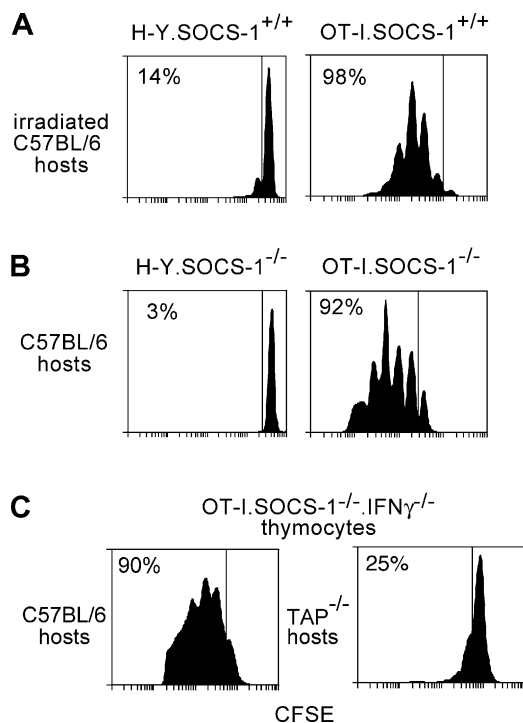 A
H-Y.SOCS-1+/+
OT-I.SOCS-1+/+
irradiated
C57BL/6
hosts
14%
98%
B
H-Y.SOCS-1-/-
OT-I.SOCS-1-/-
C57BL/6
hosts
3%
92%
C
OT-I.SOCS-1-/-.IFNγ-/-
thymocytes
C57BL/6
hosts
90%
TAP-/-
hosts
25%
CFSE